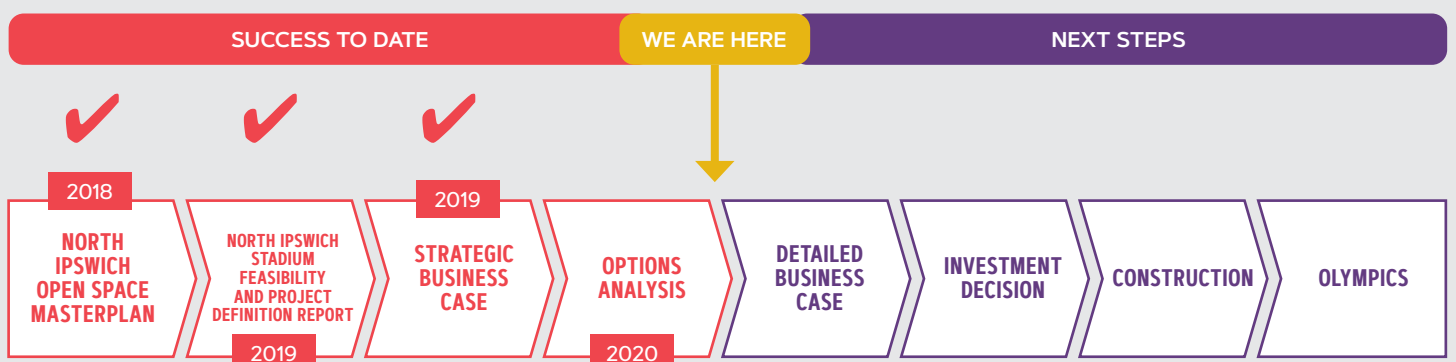 SUCCESS TO DATE
WE ARE HERE
NEXT STEPS
2018
NORTH
IPSWICH
OPEN SPACE
MASTERPLAN
NORTH IPSWICH
STADIUM
FEASIBILITY
AND PROJECT
DEFINITION REPORT
2019
2019
STRATEGIC
BUSINESS
CASE
OPTIONS
ANALYSIS
2020
DETAILED
BUSINESS
CASE
INVESTMENT
DECISION
CONSTRUCTION
OLYMPICS